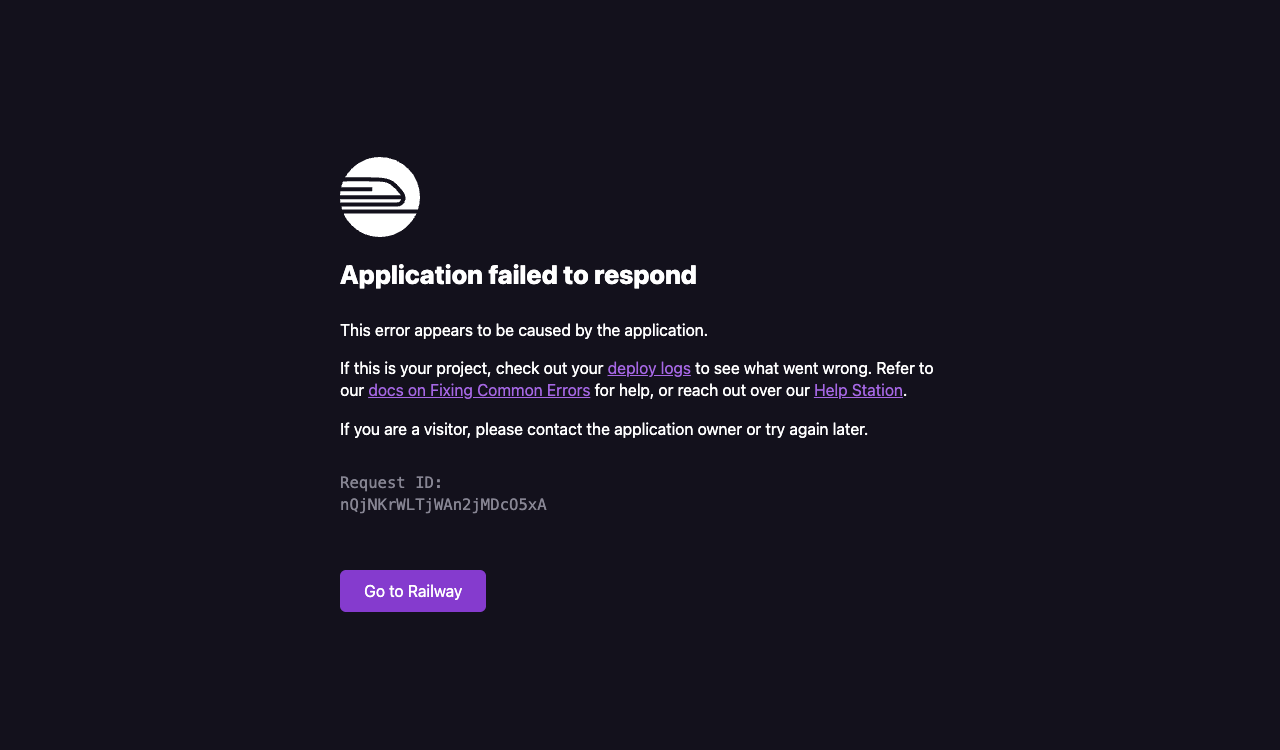 Application failed to respond
This error appears to be caused by the application.
If this is your project, check out your deploy logs to see what went wrong. Refer to
our docs on Fixing Common Errors for help, or reach out over our Help Station.
If you are a visitor, please contact the application owner or try again later.
Request ID:
nQjNKrWLTjWAn2jMDcO5xA
Go to Railway